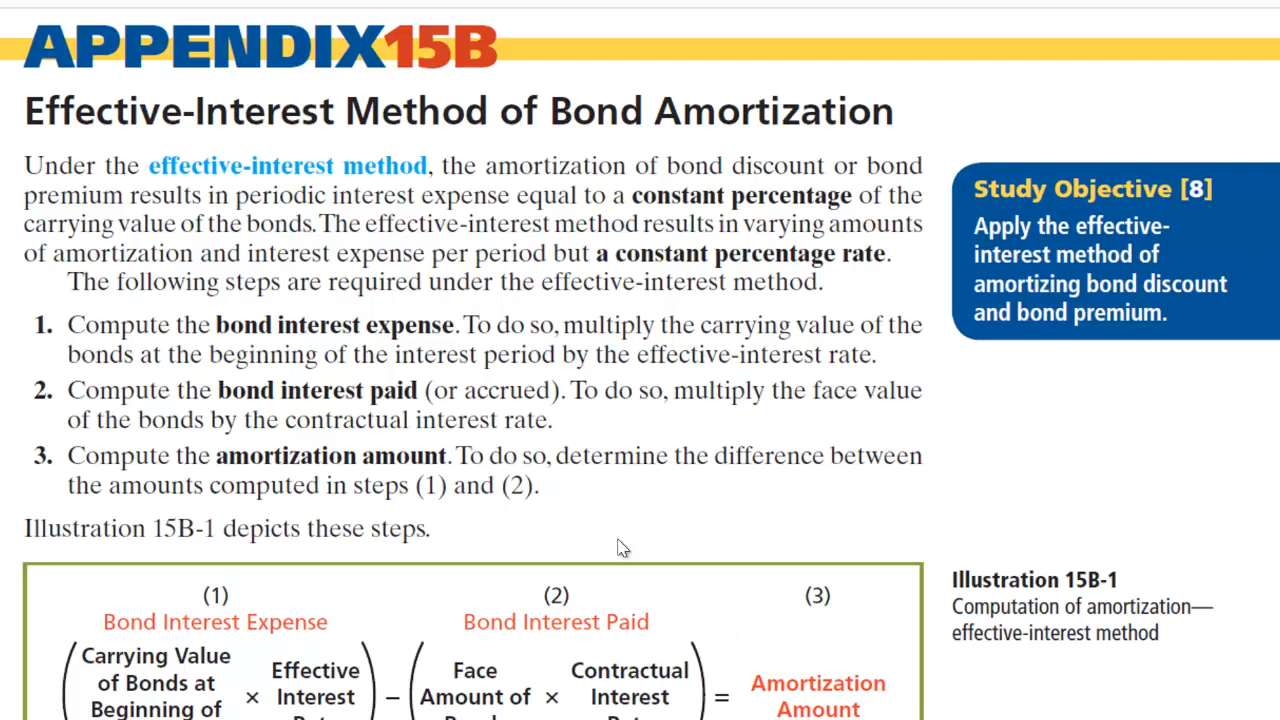 APPENDIX15B
Effective-Interest Method of Bond Amortization
Under the effective-interest method, the amortization of bond discount or bond
premium results in periodic interest expense equal to a constant percentage of the
carrying value of the bonds. The effective-interest method results in varying amounts
of amortization and interest expense per period but a constant percentage rate.
The following steps are required under the effective-interest method.
1. Compute the bond interest expense. To do so, multiply the carrying value of the
bonds at the beginning of the interest period by the effective-interest rate.
2. Compute the bond interest paid (or accrued). To do so, multiply the face value
of the bonds by the contractual interest rate.
3. Compute the amortization amount. To do so, determine the difference between
the amounts computed in steps (1) and (2).
Illustration 15B-1 depicts these steps.
Study Objective [8]
Apply the effective-
interest method of
amortizing bond discount
and bond premium.
(1) (2) (3)
Bond Interest Expense Bond Interest Paid
Carrying Value
of Bonds at
Beginning of
×
Effective
Interest
−
Face
Amount of
×
Contractual
Interest
=
Amortization
Amount
Illustration 15B-1
Computation of amortization—
effective-interest method